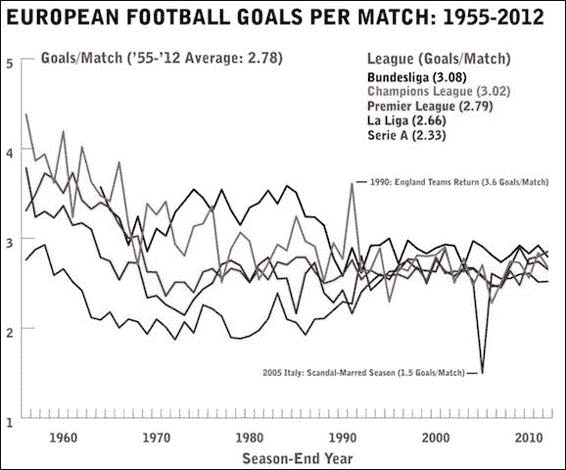 EUROPEAN FOOTBALL GOALS PER MATCH: 1955-2012
Goals/Match ('55-'12 Average: 2.78)
League (Goals/Match)
Bundesliga (3.08)
Champions League (3.02)
Premier League (2.79)
La Liga (2.66)
Serie A (2.33)
5
4
3
2
1
1990: England Teams Return (3.6 Goals/Match)
2005 Italy: Scandal-Marred Season (1.5 Goals/Match)
1960 1970 1980 1990 2000 2010
Season-End Year